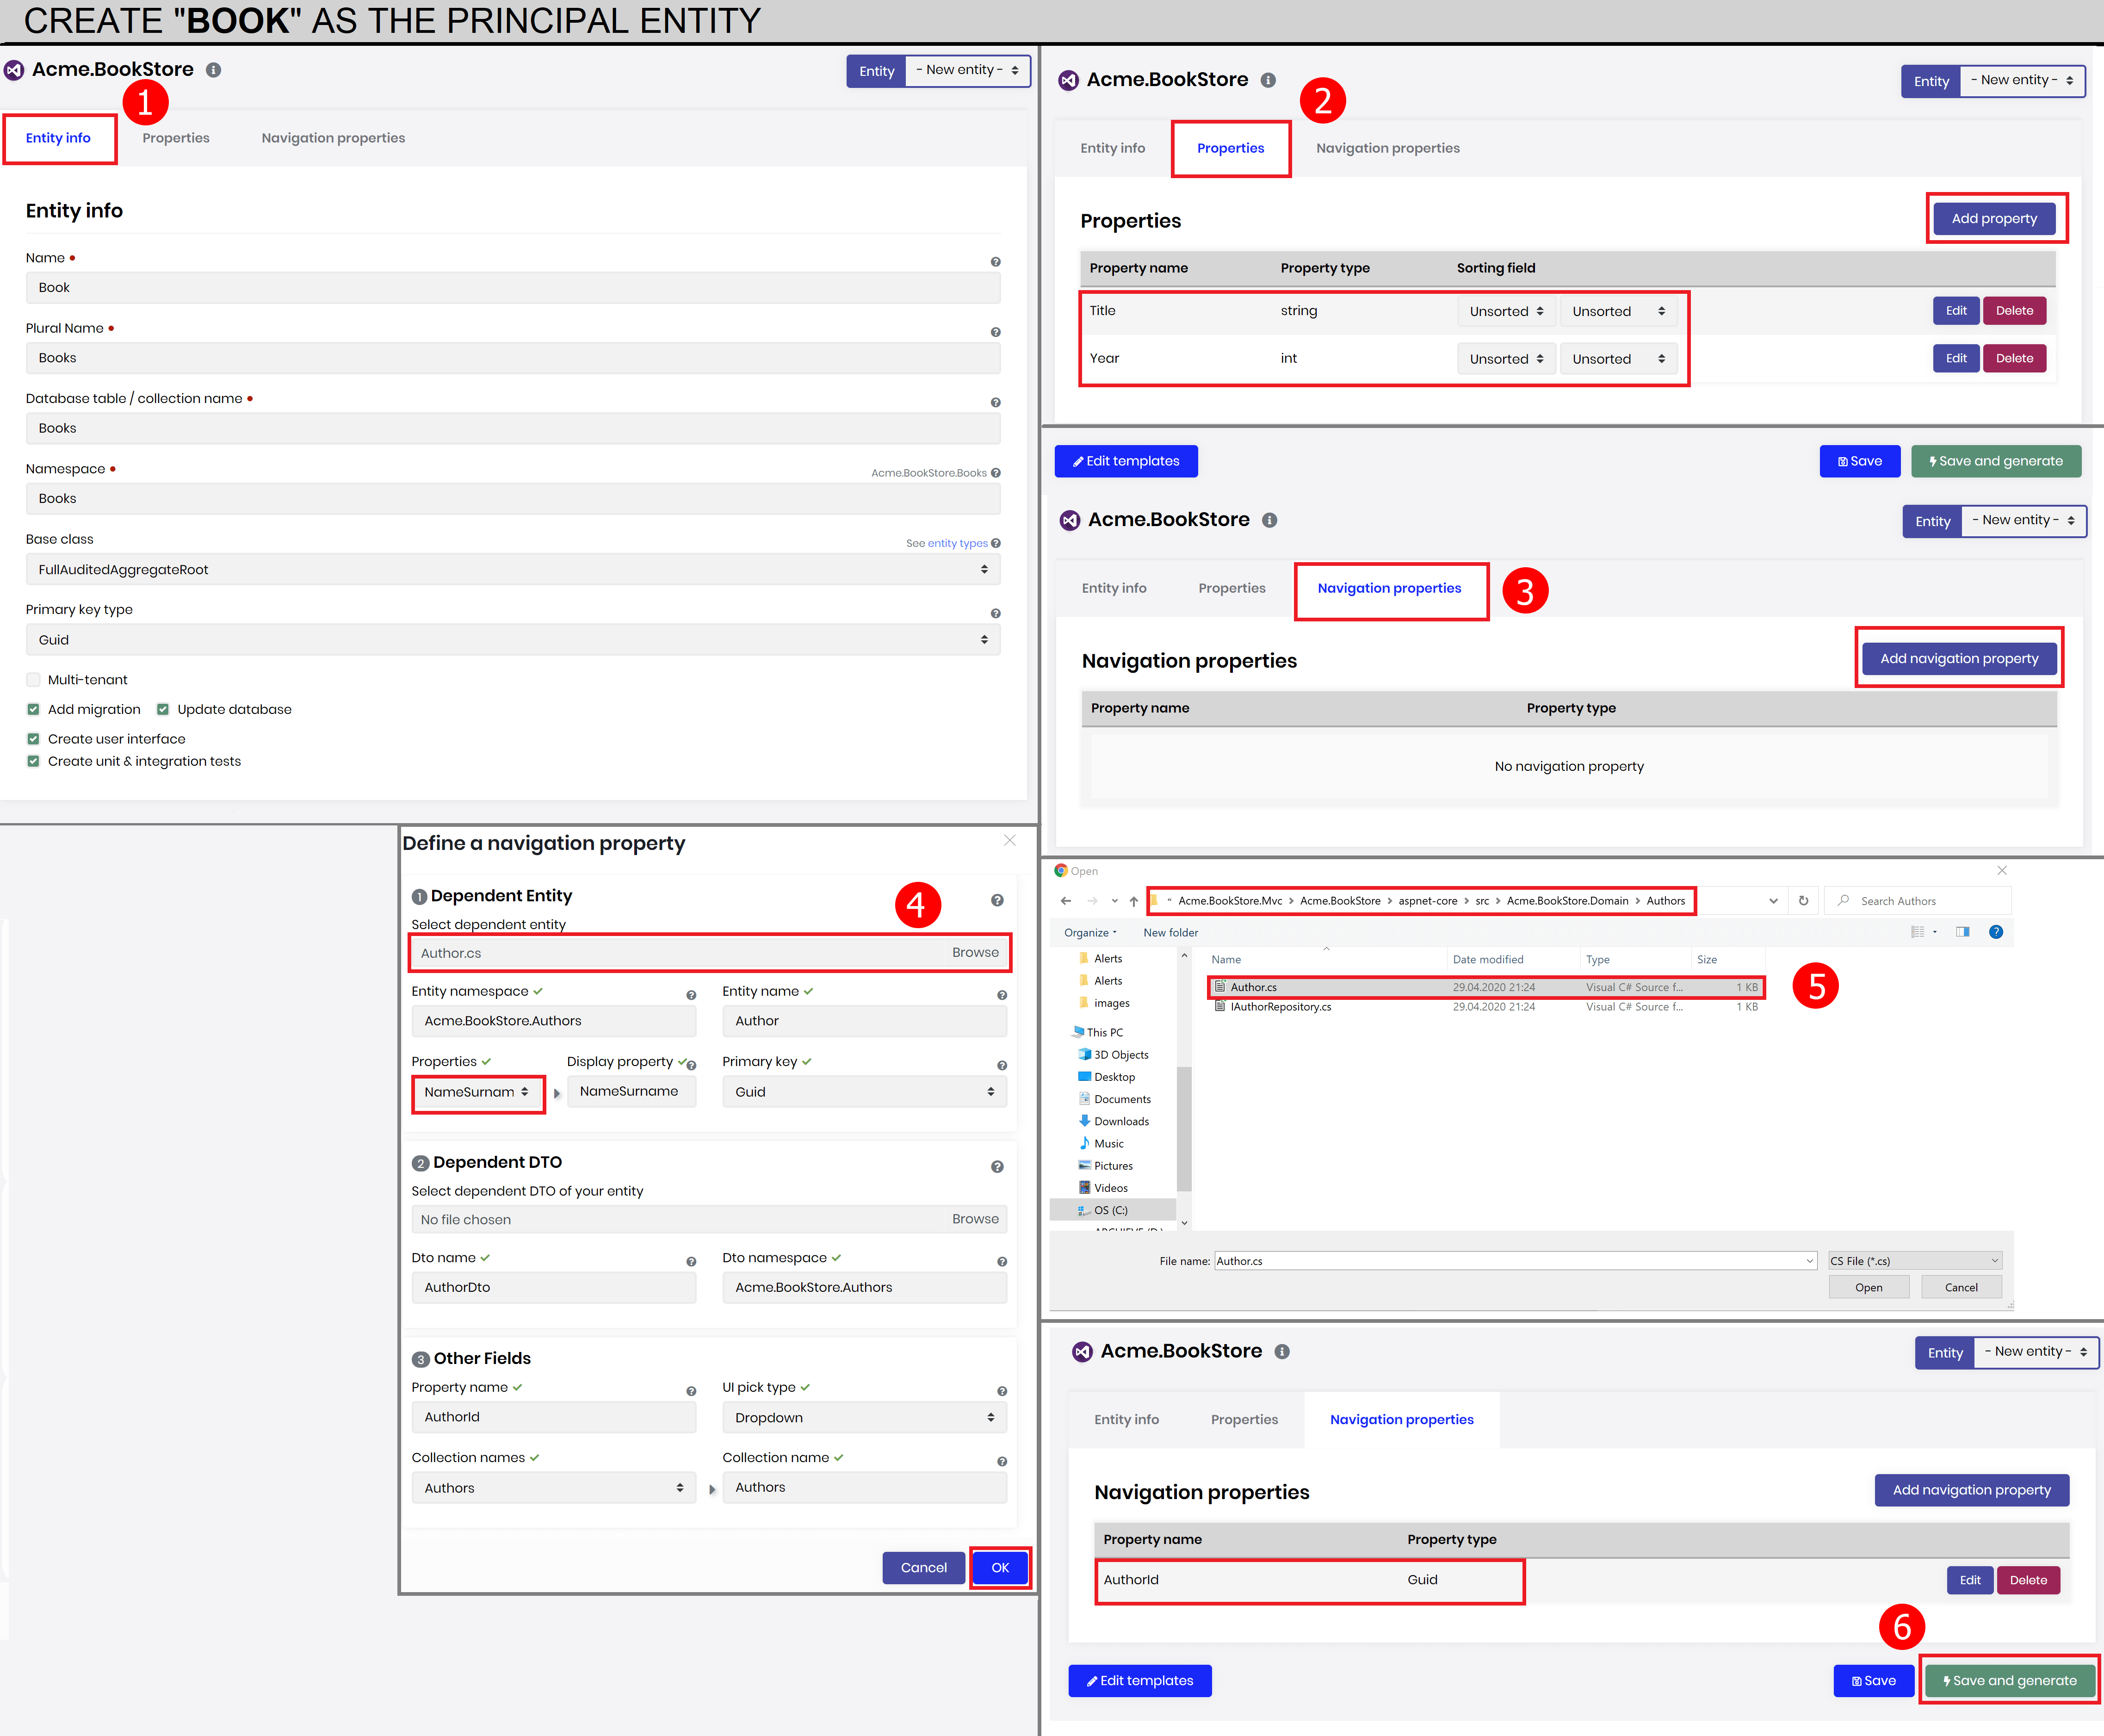 CREATE "BOOK" AS THE PRINCIPAL ENTITY
Acme.BookStore
Entity - New entity -
1
Entity info Properties Navigation properties
Entity info
Name
Book
Plural Name
Books
Database table / collection name
Books
Namespace Acme.BookStore.Books
Books
Base class See entity types
FullAuditedAggregateRoot
Primary key type
Guid
Multi-tenant
Add migration Update database
Create user interface
Create unit & integration tests
Acme.BookStore
2
Entity - New entity -
Entity info Properties Navigation properties
Properties Add property
Property name Property type Sorting field
Title string Unsorted Unsorted Edit Delete
Year int Unsorted Unsorted Edit Delete
Edit templates Save Save and generate
Acme.BookStore Entity - New entity -
Entity info Properties Navigation properties 3
Navigation properties Add navigation property
Property name Property type
No navigation property
Define a navigation property
1 Dependent Entity
4
Select dependent entity
Author.cs Browse
Entity namespace Entity name
Acme.BookStore.Authors Author
Properties Display property Primary key
NameSurnam NameSurname Guid
2 Dependent DTO
Select dependent DTO of your entity
No file chosen Browse
Dto name Dto namespace
AuthorDto Acme.BookStore.Authors
3 Other Fields
Property name UI pick type
AuthorId Dropdown
Collection names Collection name
Authors Authors
Cancel OK
Open
« Acme.BookStore.Mvc > Acme.BookStore > aspnet-core > src > Acme.BookStore.Domain > Authors Search Authors
Organize New folder
Name Date modified Type Size
Alerts
Alerts
images
This PC
3D Objects
Desktop
Documents
Downloads
Music
Pictures
Videos
OS (C:)
Author.cs 29.04.2020 21:24 Visual C# Source f... 1 KB
5
IAuthorRepository.cs 29.04.2020 21:24 Visual C# Source f... 1 KB
File name: Author.cs CS File (*.cs)
Open Cancel
Acme.BookStore Entity - New entity -
Entity info Properties Navigation properties
Navigation properties Add navigation property
Property name Property type
AuthorId Guid Edit Delete
6
Edit templates Save Save and generate